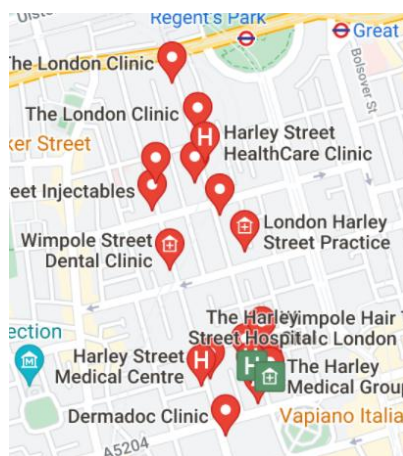 Regent's Park
Great
Bolsover St
The London Clinic
The London Clinic
H
Harley Street
HealthCare Clinic
ker Street
reet Injectables
London Harley
Street Practice
Wimpole Street
Dental Clinic
The Harley
Street Hospital
Wimpole Hair
c London
ection
M
H
Harley Street
Medical Centre
H
The Harley
Medical Group
Dermadoc Clinic
Vapiano Italia
A5204